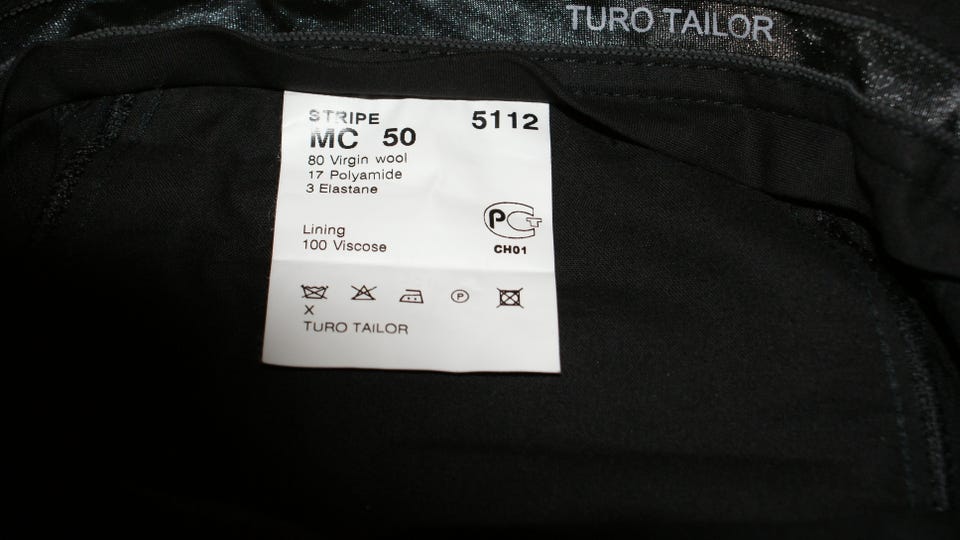 TURO TAILOR
STRIPE 5112
MC 50
80 Virgin wool
17 Polyamide
3 Elastane
PCT
CH01
Lining
100 Viscose
P
X
TURO TAILOR